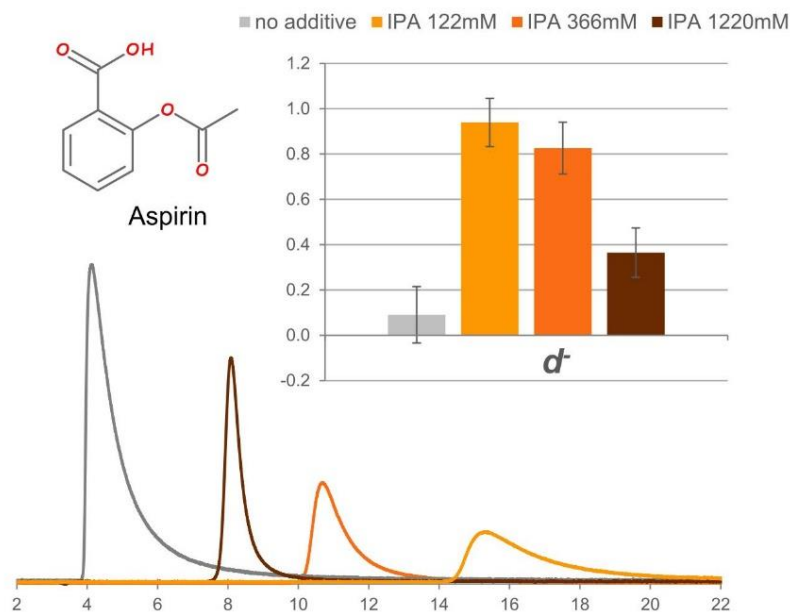 no additive IPA 122mM IPA 366mM IPA 1220mM
O
OH
O
O
Aspirin
1.2
1.0
0.8
0.6
0.4
0.2
0.0
-0.2
d-
2 4 6 8 10 12 14 16 18 20 22